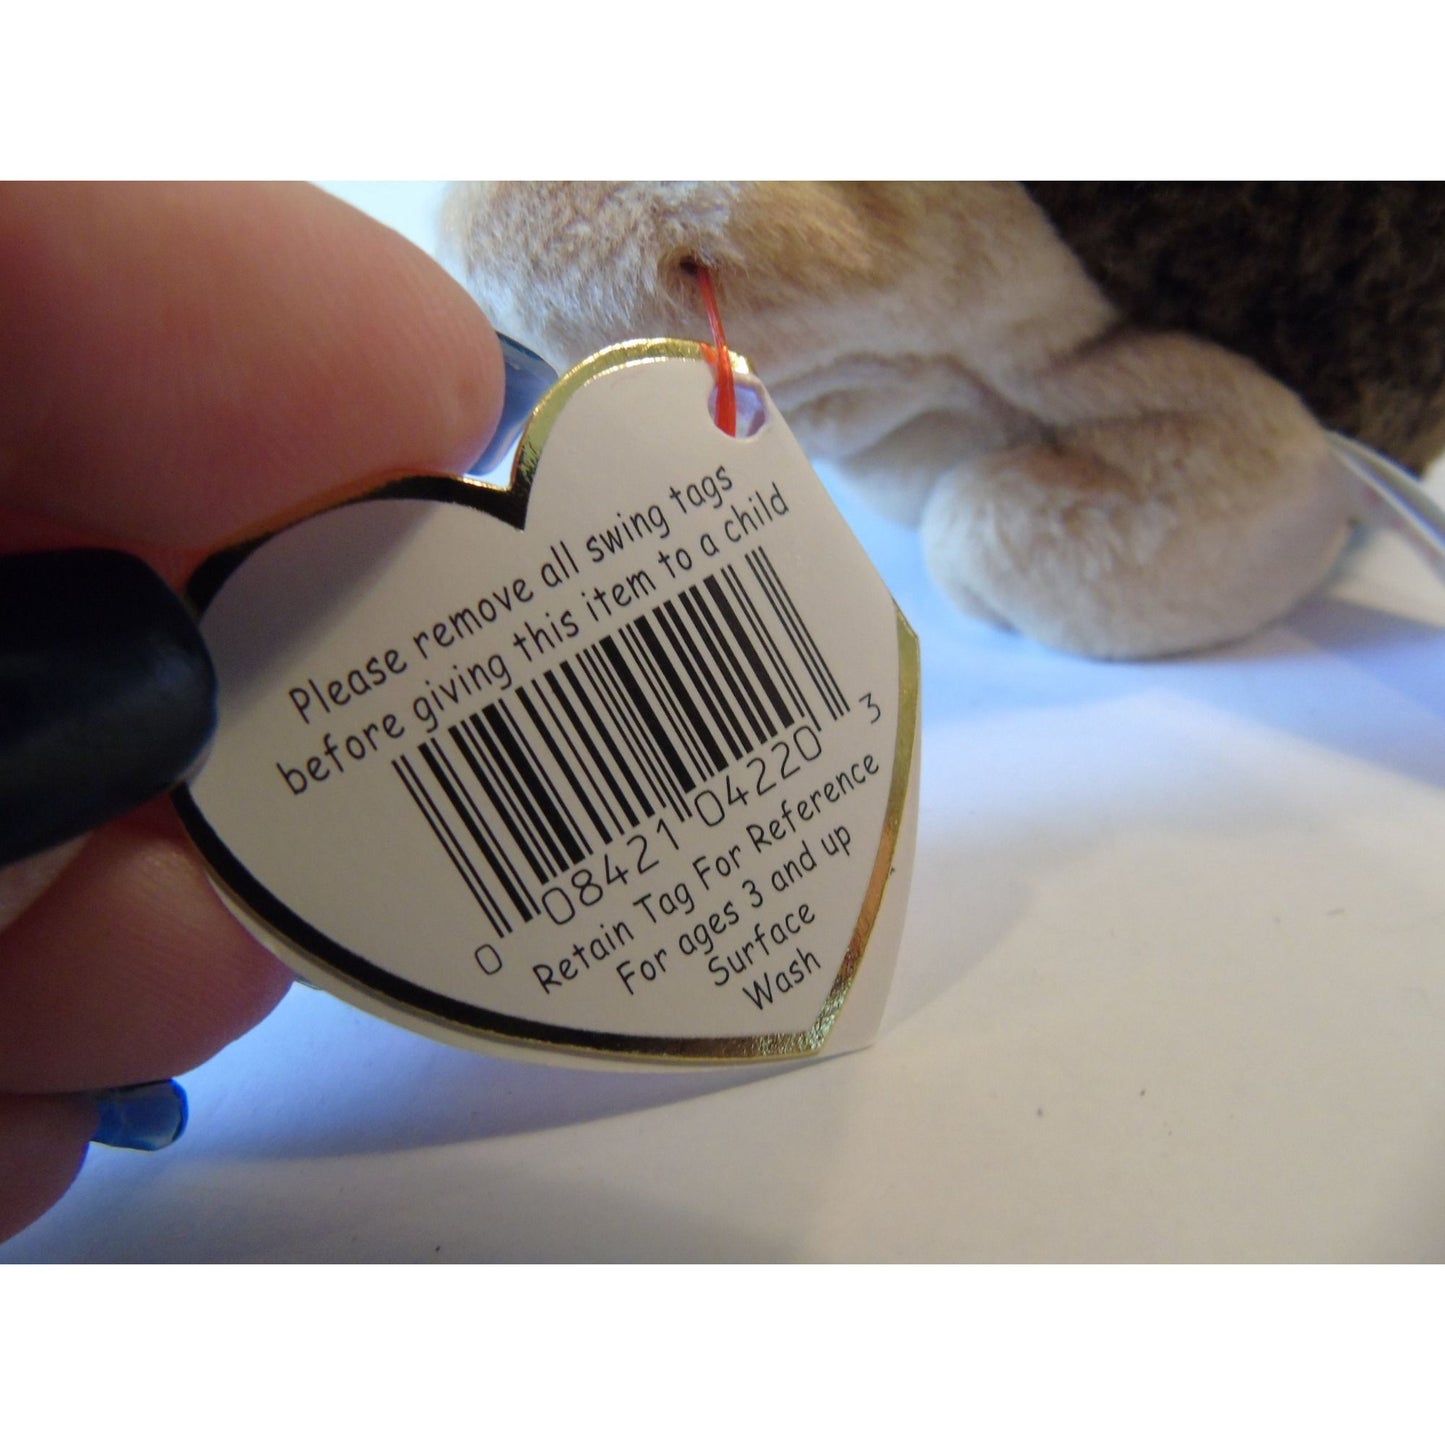 Please remove all swing tags
before giving this item to a child
0 08421 04220 3
Retain Tag For Reference
For ages 3 and up
Surface
Wash